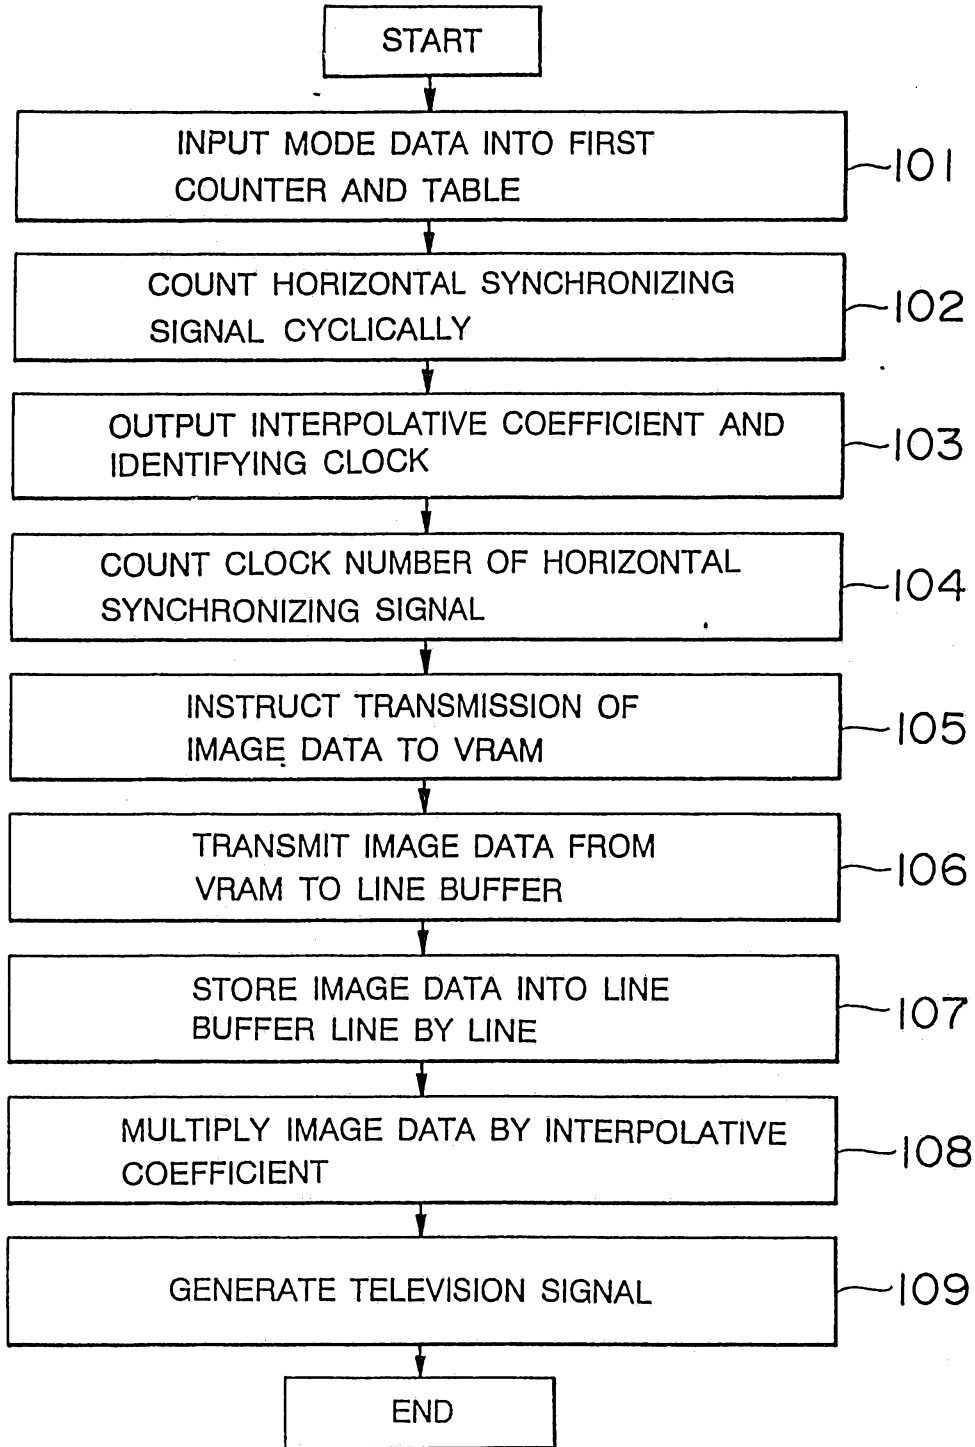 START
INPUT MODE DATA INTO FIRST
COUNTER AND TABLE
101
COUNT HORIZONTAL SYNCHRONIZING
SIGNAL CYCLICALLY
102
OUTPUT INTERPOLATIVE COEFFICIENT AND
IDENTIFYING CLOCK
103
COUNT CLOCK NUMBER OF HORIZONTAL
SYNCHRONIZING SIGNAL
104
INSTRUCT TRANSMISSION OF
IMAGE DATA TO VRAM
105
TRANSMIT IMAGE DATA FROM
VRAM TO LINE BUFFER
106
STORE IMAGE DATA INTO LINE
BUFFER LINE BY LINE
107
MULTIPLY IMAGE DATA BY INTERPOLATIVE
COEFFICIENT
108
GENERATE TELEVISION SIGNAL
109
END